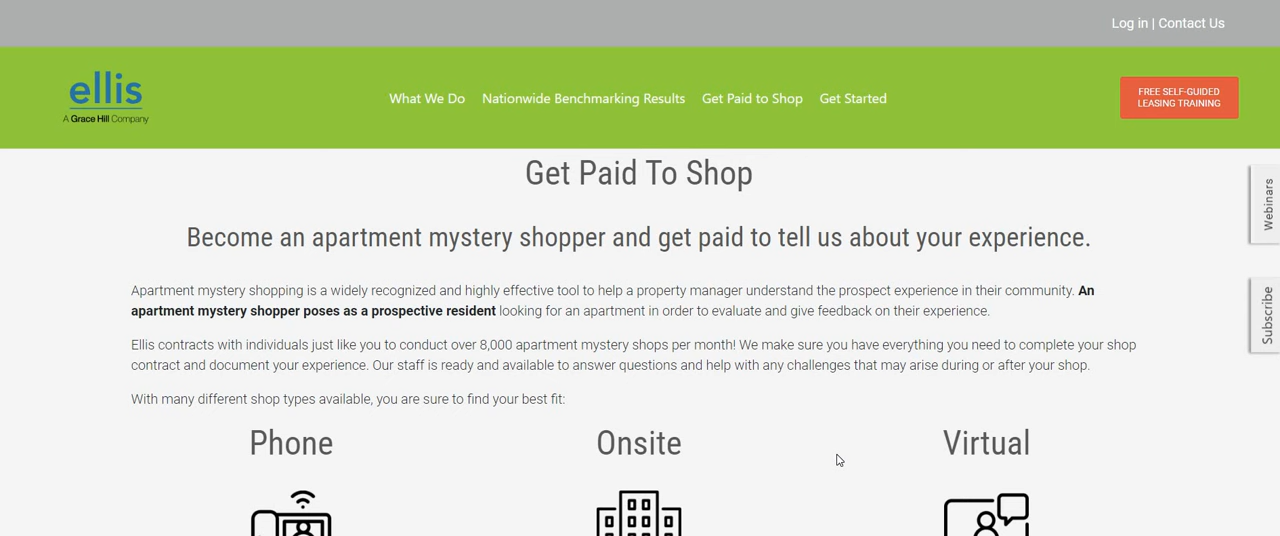 Log in | Contact Us
ellis
A Grace Hill Company
What We Do
Nationwide Benchmarking Results
Get Paid to Shop
Get Started
FREE SELF-GUIDED
LEASING TRAINING
Get Paid To Shop
Become an apartment mystery shopper and get paid to tell us about your experience.
Apartment mystery shopping is a widely recognized and highly effective tool to help a property manager understand the prospect experience in their community. An
apartment mystery shopper poses as a prospective resident looking for an apartment in order to evaluate and give feedback on their experience.
Ellis contracts with individuals just like you to conduct over 8,000 apartment mystery shops per month! We make sure you have everything you need to complete your shop
contract and document your experience. Our staff is ready and available to answer questions and help with any challenges that may arise during or after your shop.
With many different shop types available, you are sure to find your best fit:
Phone
Onsite
Virtual
Webinars
Subscribe